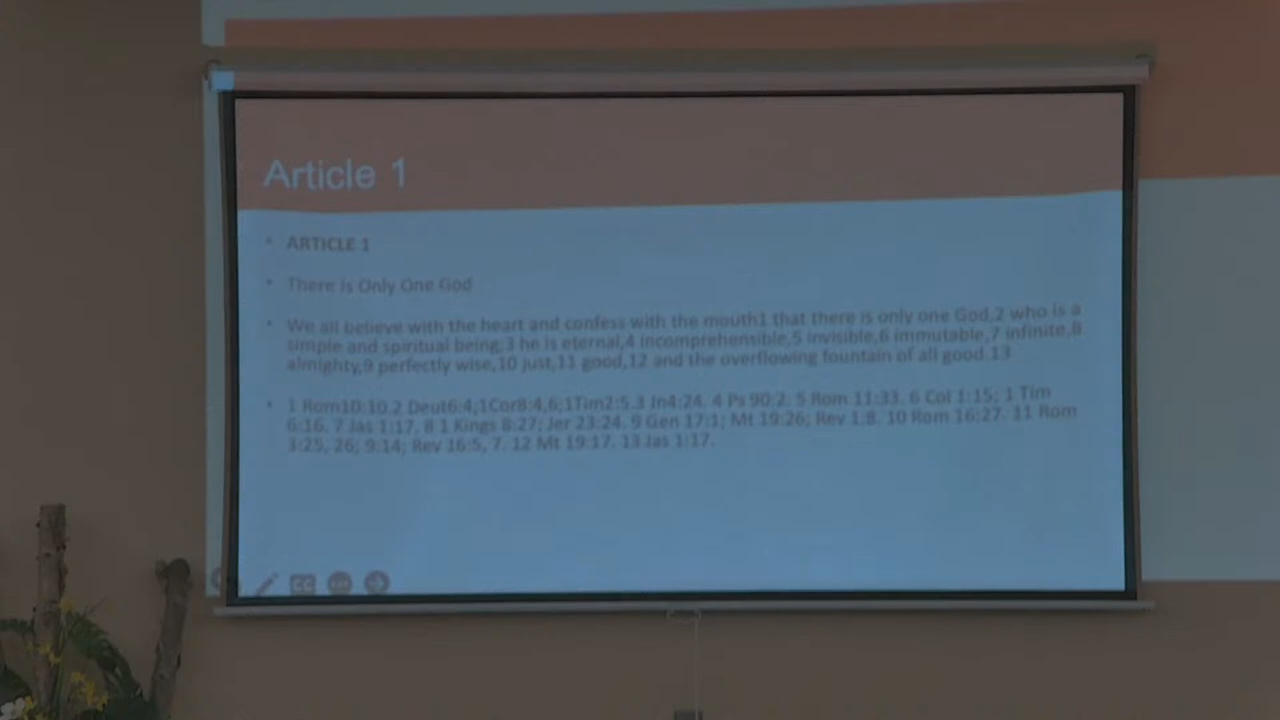 Article 1
• ARTICLE 1
• There Is Only One God
• We all believe with the heart and confess with the mouth1 that there is only one God,2 who is a
simple and spiritual being;3 he is eternal,4 incomprehensible,5 invisible,6 immutable,7 infinite,8
almighty,9 perfectly wise,10 just,11 good,12 and the overflowing fountain of all good.13
• 1 Rom10:10.2 Deut6:4;1Cor8:4,6;1Tim2:5.3 Jn4:24. 4 Ps 90:2. 5 Rom 11:33. 6 Col 1:15; 1 Tim
6:16. 7 Jas 1:17. 8 1 Kings 8:27; Jer 23:24. 9 Gen 17:1; Mt 19:26; Rev 1:8. 10 Rom 16:27. 11 Rom
3:25, 26; 9:14; Rev 16:5, 7. 12 Mt 19:17. 13 Jas 1:17.
CC